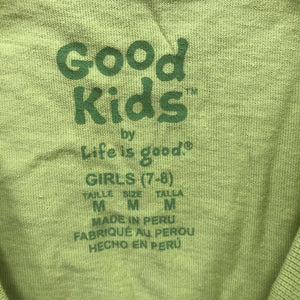 Good
Kids™
by
Life is good.®
GIRLS (7-8)
TAILLE SIZE TALLA
M M M
MADE IN PERU
FABRIQUÉ AU PEROU
HECHO EN PERÚ